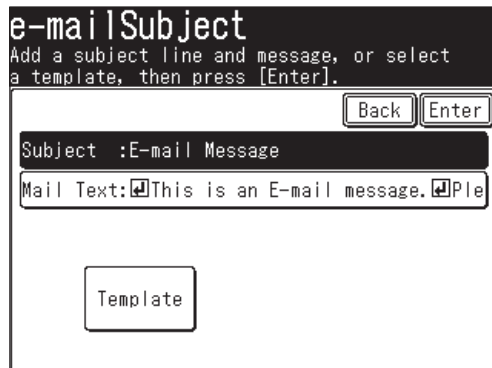 e-mailSubject
Add a subject line and message, or select
a template, then press [Enter].
Back Enter
Subject :E-mail Message
Mail Text:↵This is an E-mail message.↵Ple
Template